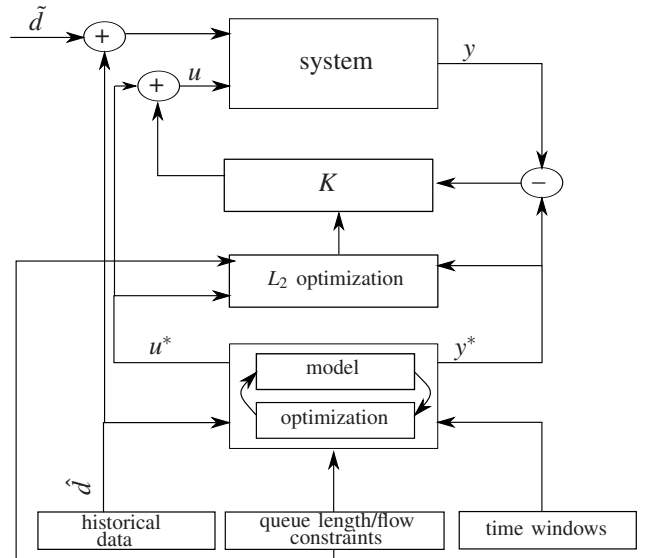 d̃
+
system
y
u
+
−
K
L₂ optimization
u*
y*
model
optimization
d̂
historical
data
queue length/flow
constraints
time windows